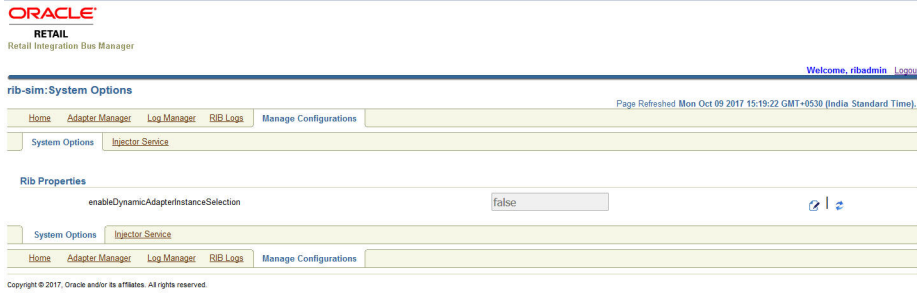 ORACLE
RETAIL
Retail Integration Bus Manager
Welcome, ribadmin Logou
rib-sim:System Options
Page Refreshed Mon Oct 09 2017 15:19:22 GMT+0530 (India Standard Time).
Home Adapter Manager Log Manager RIB Logs Manage Configurations
System Options Injector Service
Rib Properties
enableDynamicAdapterInstanceSelection false
System Options Injector Service
Home Adapter Manager Log Manager RIB Logs Manage Configurations
Copyright © 2017, Oracle and/or its affiliates. All rights reserved.